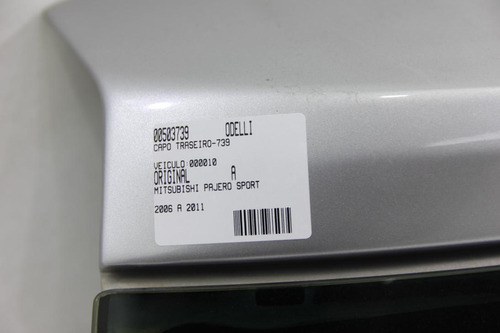 00503739 ODELLI
CAPO TRASEIRO-739
VEICULO 000010
ORIGINAL A
MITSUBISHI PAJERO SPORT
2006 A 2011